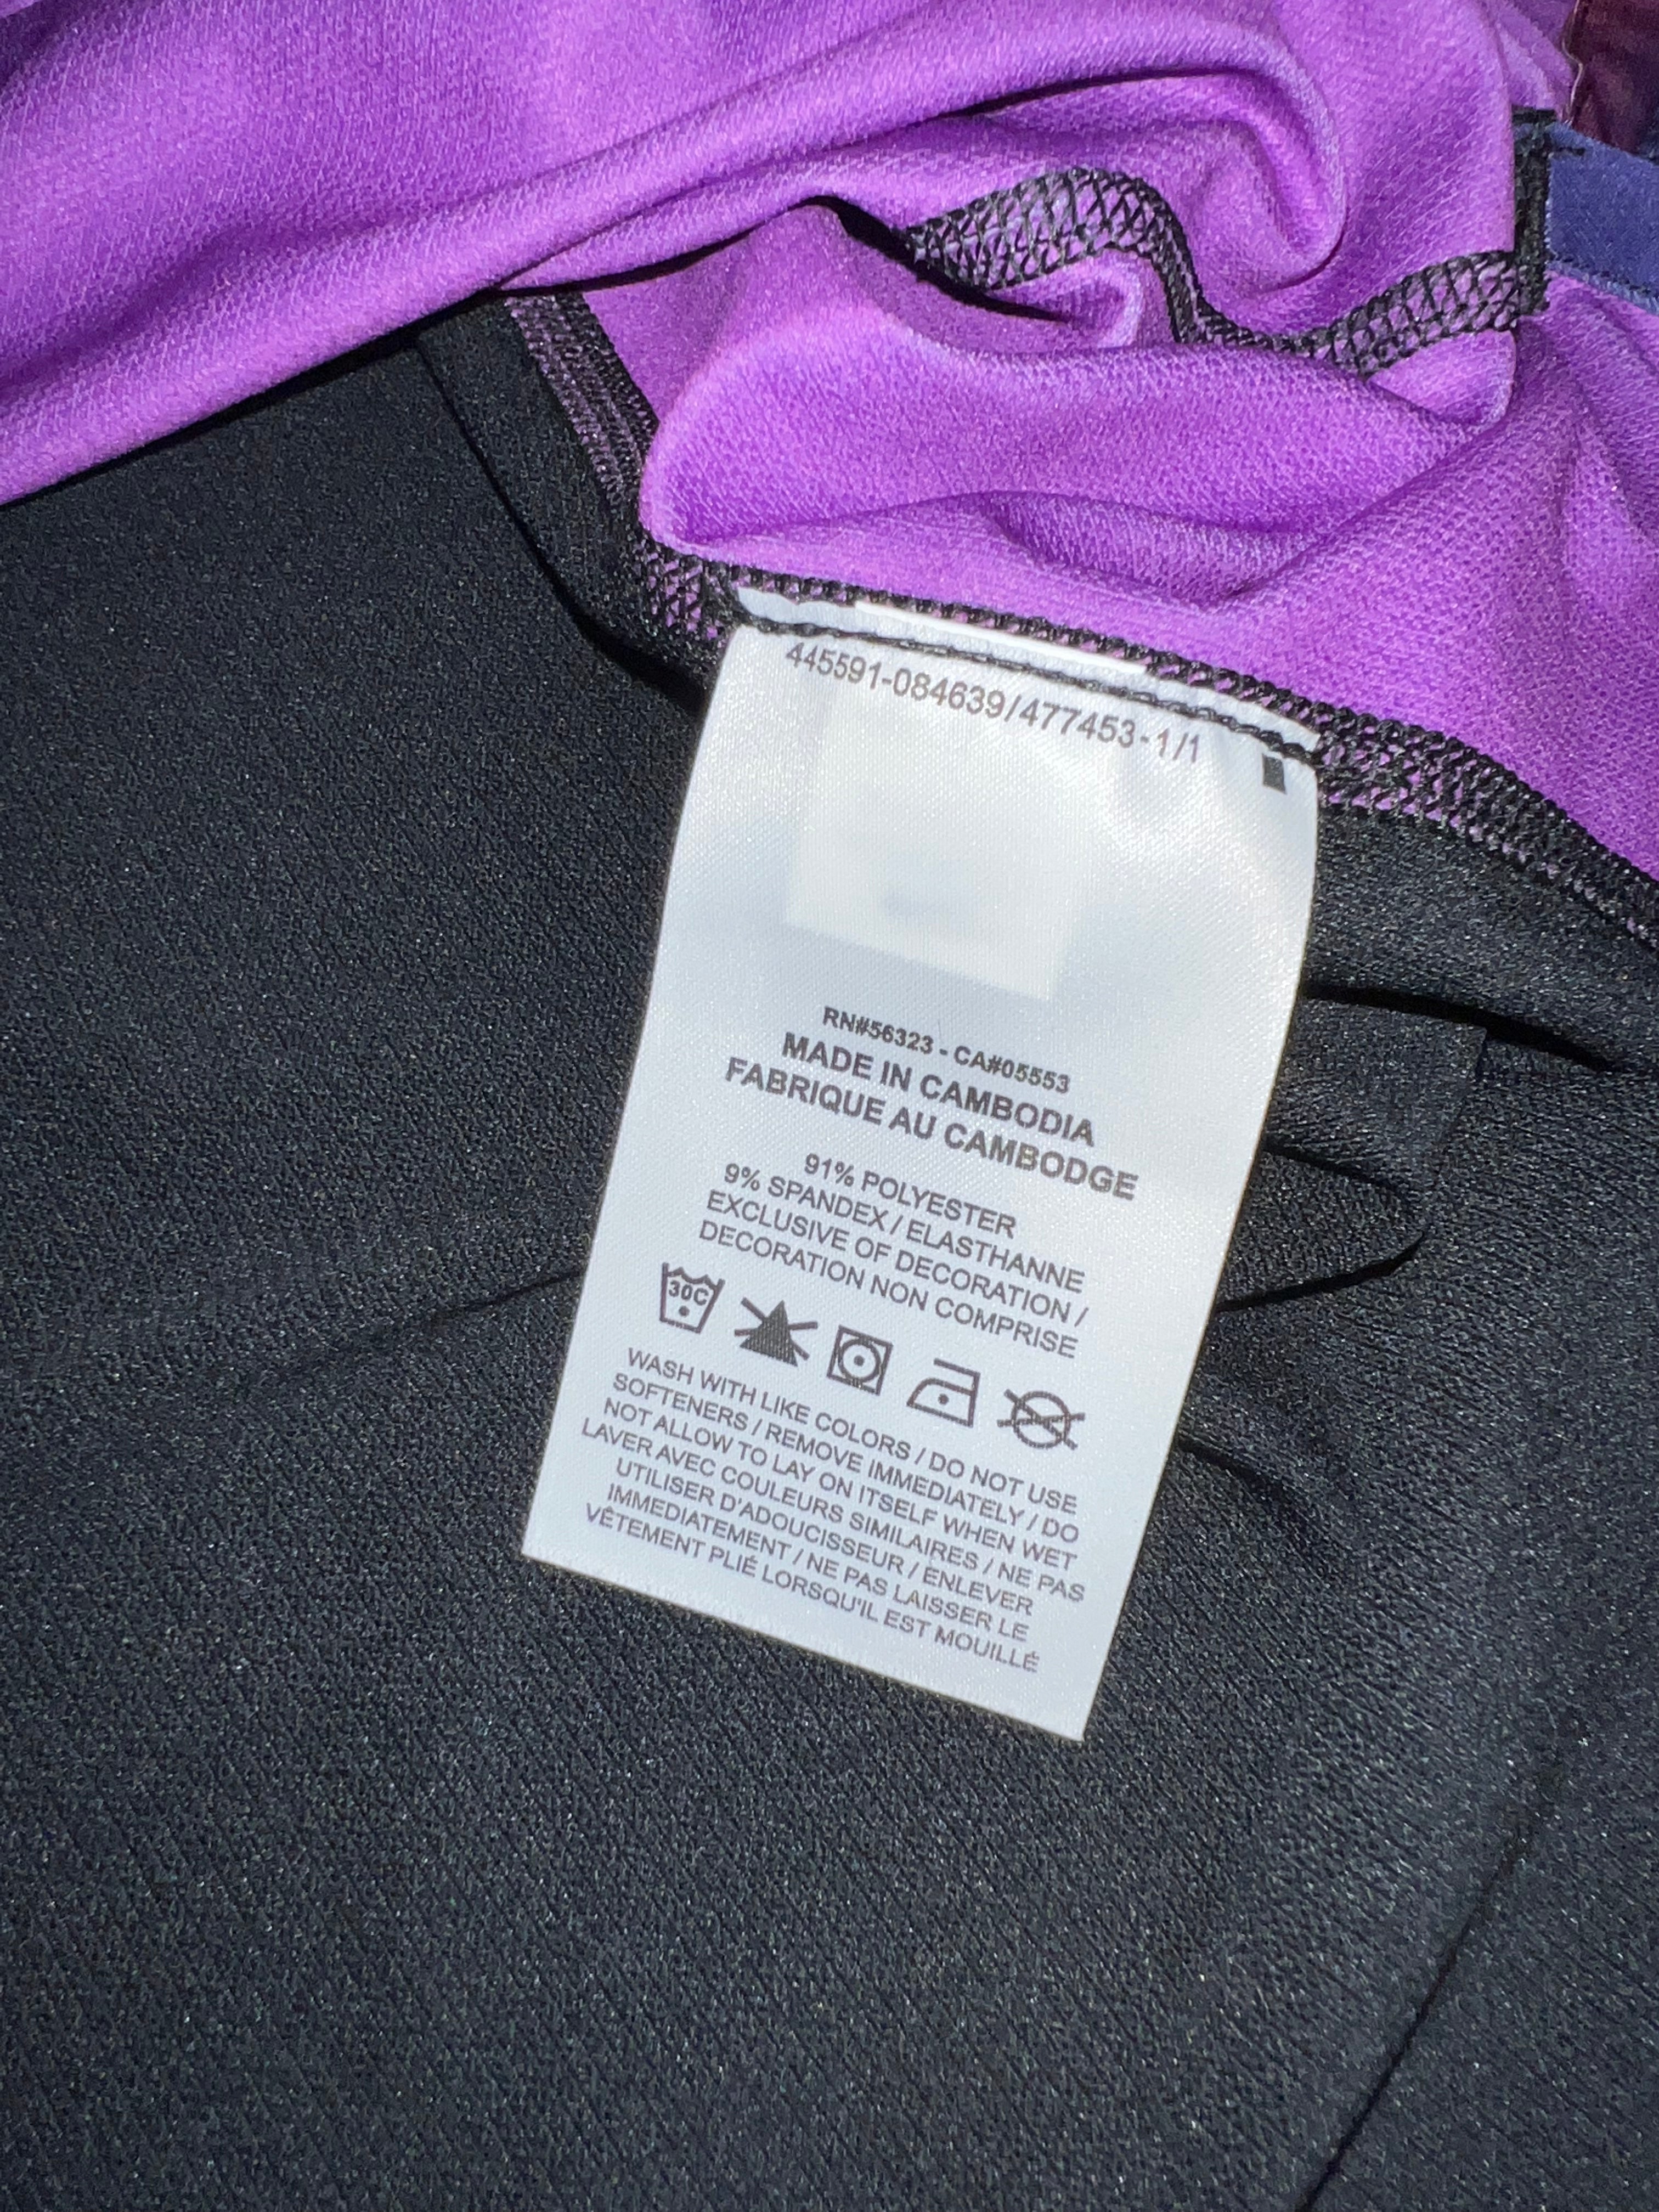 445591-084639/477453-1/1
RN#56323 - CA#05553
MADE IN CAMBODIA
FABRIQUE AU CAMBODGE
91% POLYESTER
9% SPANDEX / ELASTHANNE
EXCLUSIVE OF DECORATION /
DECORATION NON COMPRISE
30C
WASH WITH LIKE COLORS / DO NOT USE
SOFTENERS / REMOVE IMMEDIATELY / DO
NOT ALLOW TO LAY ON ITSELF WHEN WET
LAVER AVEC COULEURS SIMILAIRES / NE PAS
UTILISER D'ADOUCISSEUR / ENLEVER
IMMEDIATEMENT / NE PAS LAISSER LE
VÊTEMENT PLIÉ LORSQU'IL EST MOUILLÉ